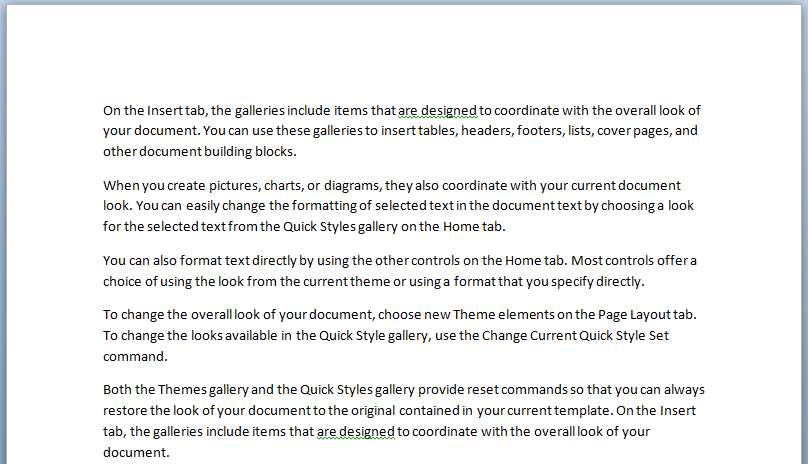 On the Insert tab, the galleries include items that are designed to coordinate with the overall look of
your document. You can use these galleries to insert tables, headers, footers, lists, cover pages, and
other document building blocks.
When you create pictures, charts, or diagrams, they also coordinate with your current document
look. You can easily change the formatting of selected text in the document text by choosing a look
for the selected text from the Quick Styles gallery on the Home tab.
You can also format text directly by using the other controls on the Home tab. Most controls offer a
choice of using the look from the current theme or using a format that you specify directly.
To change the overall look of your document, choose new Theme elements on the Page Layout tab.
To change the looks available in the Quick Style gallery, use the Change Current Quick Style Set
command.
Both the Themes gallery and the Quick Styles gallery provide reset commands so that you can always
restore the look of your document to the original contained in your current template. On the Insert
tab, the galleries include items that are designed to coordinate with the overall look of your
document.